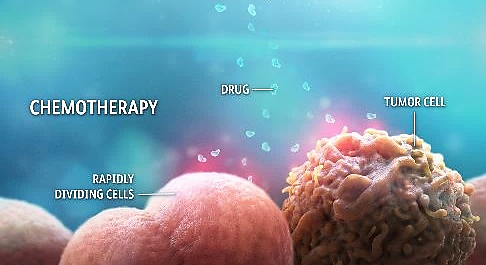 DRUG
TUMOR CELL
CHEMOTHERAPY
RAPIDLY
DIVIDING CELLS